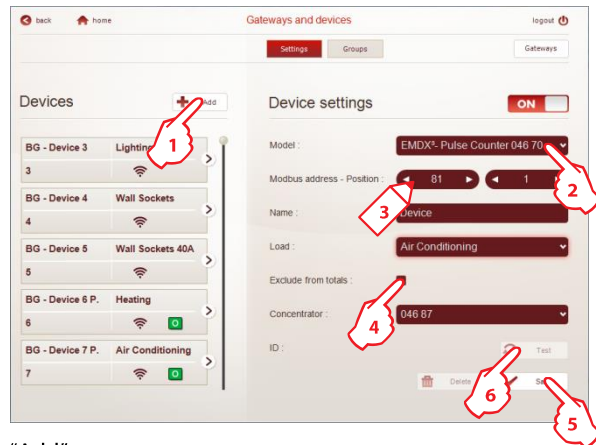 back home Gateways and devices logout
Settings Groups Gateways
Devices Add Device settings ON
BG - Device 3 Lighting
3
BG - Device 4 Wall Sockets
4
BG - Device 5 Wall Sockets 40A
5
BG - Device 6 P. Heating
6 O
BG - Device 7 P. Air Conditioning
7 O
Model : EMDX³- Pulse Counter 046 70
Modbus address - Position : 81 1
Name : Device
Load : Air Conditioning
Exclude from totals :
Concentrator : 046 87
ID : Test
Delete
1
2
3
4
6
5